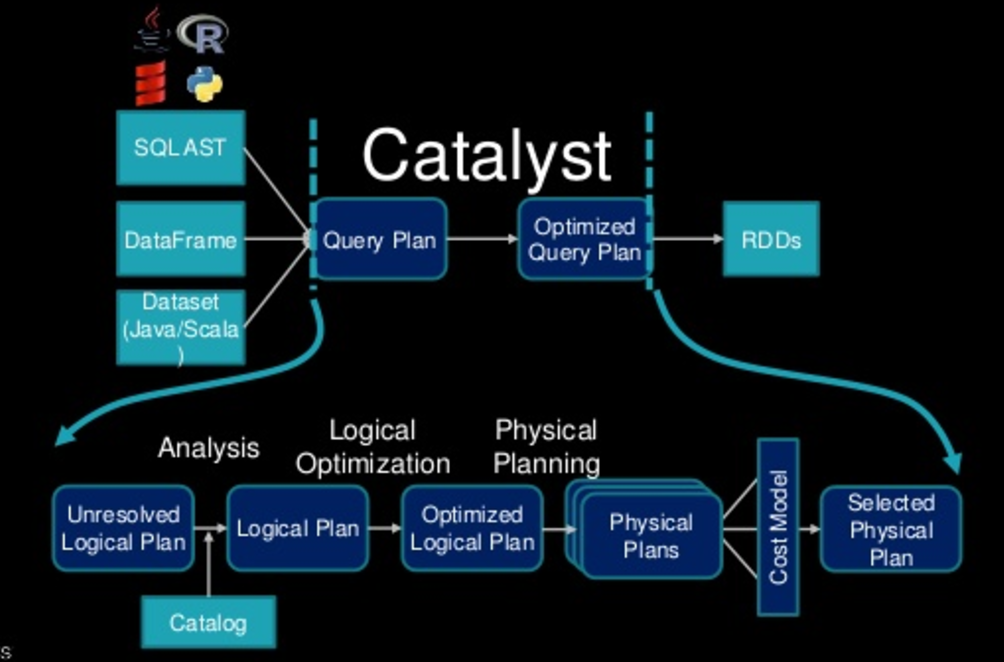 R
SQL AST
Catalyst
DataFrame
Query Plan
Optimized
Query Plan
RDDs
Dataset
(Java/Scala
)
Analysis
Logical
Optimization
Physical
Planning
Unresolved
Logical Plan
Logical Plan
Optimized
Logical Plan
Physical
Plans
Cost Model
Selected
Physical
Plan
Catalog
s